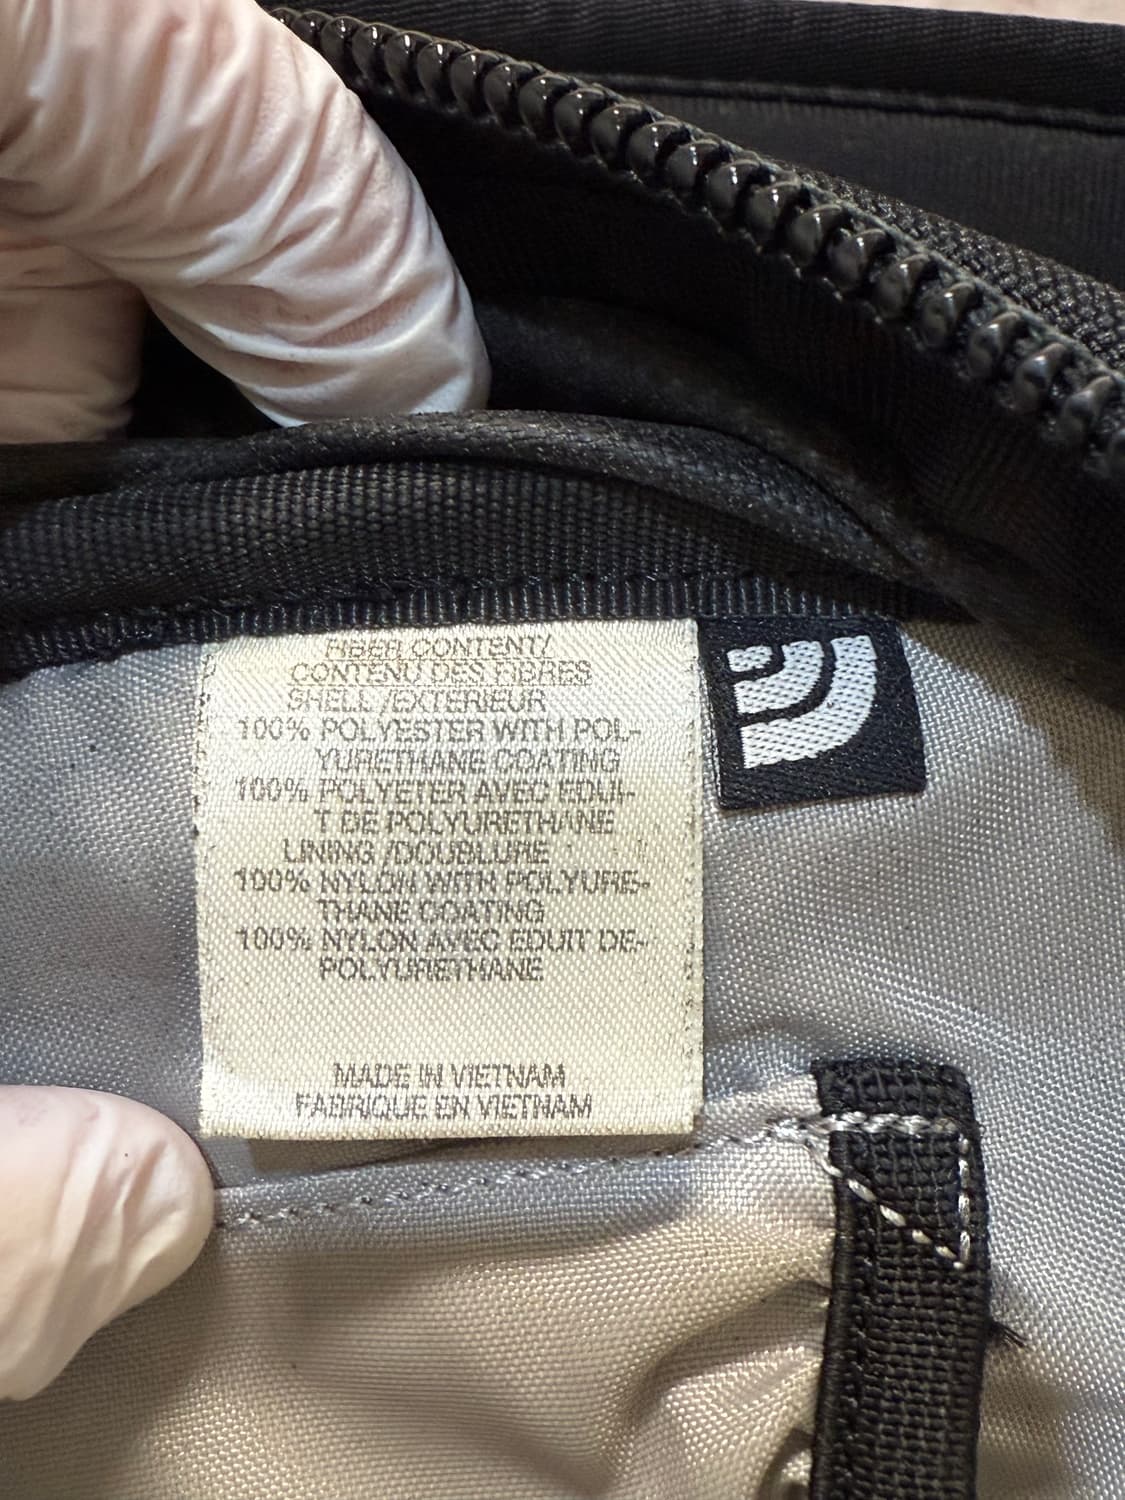 FIBER CONTENT/
CONTENU DES FIBRES
SHELL /EXTERIEUR
100% POLYESTER WITH POL-
YURETHANE COATING
100% POLYETER AVEC EDUI-
T DE POLYURETHANE
LINING /DOUBLURE
100% NYLON WITH POLYURE-
THANE COATING
100% NYLON AVEC EDUIT DE-
POLYURETHANE
MADE IN VIETNAM
FABRIQUE EN VIETNAM